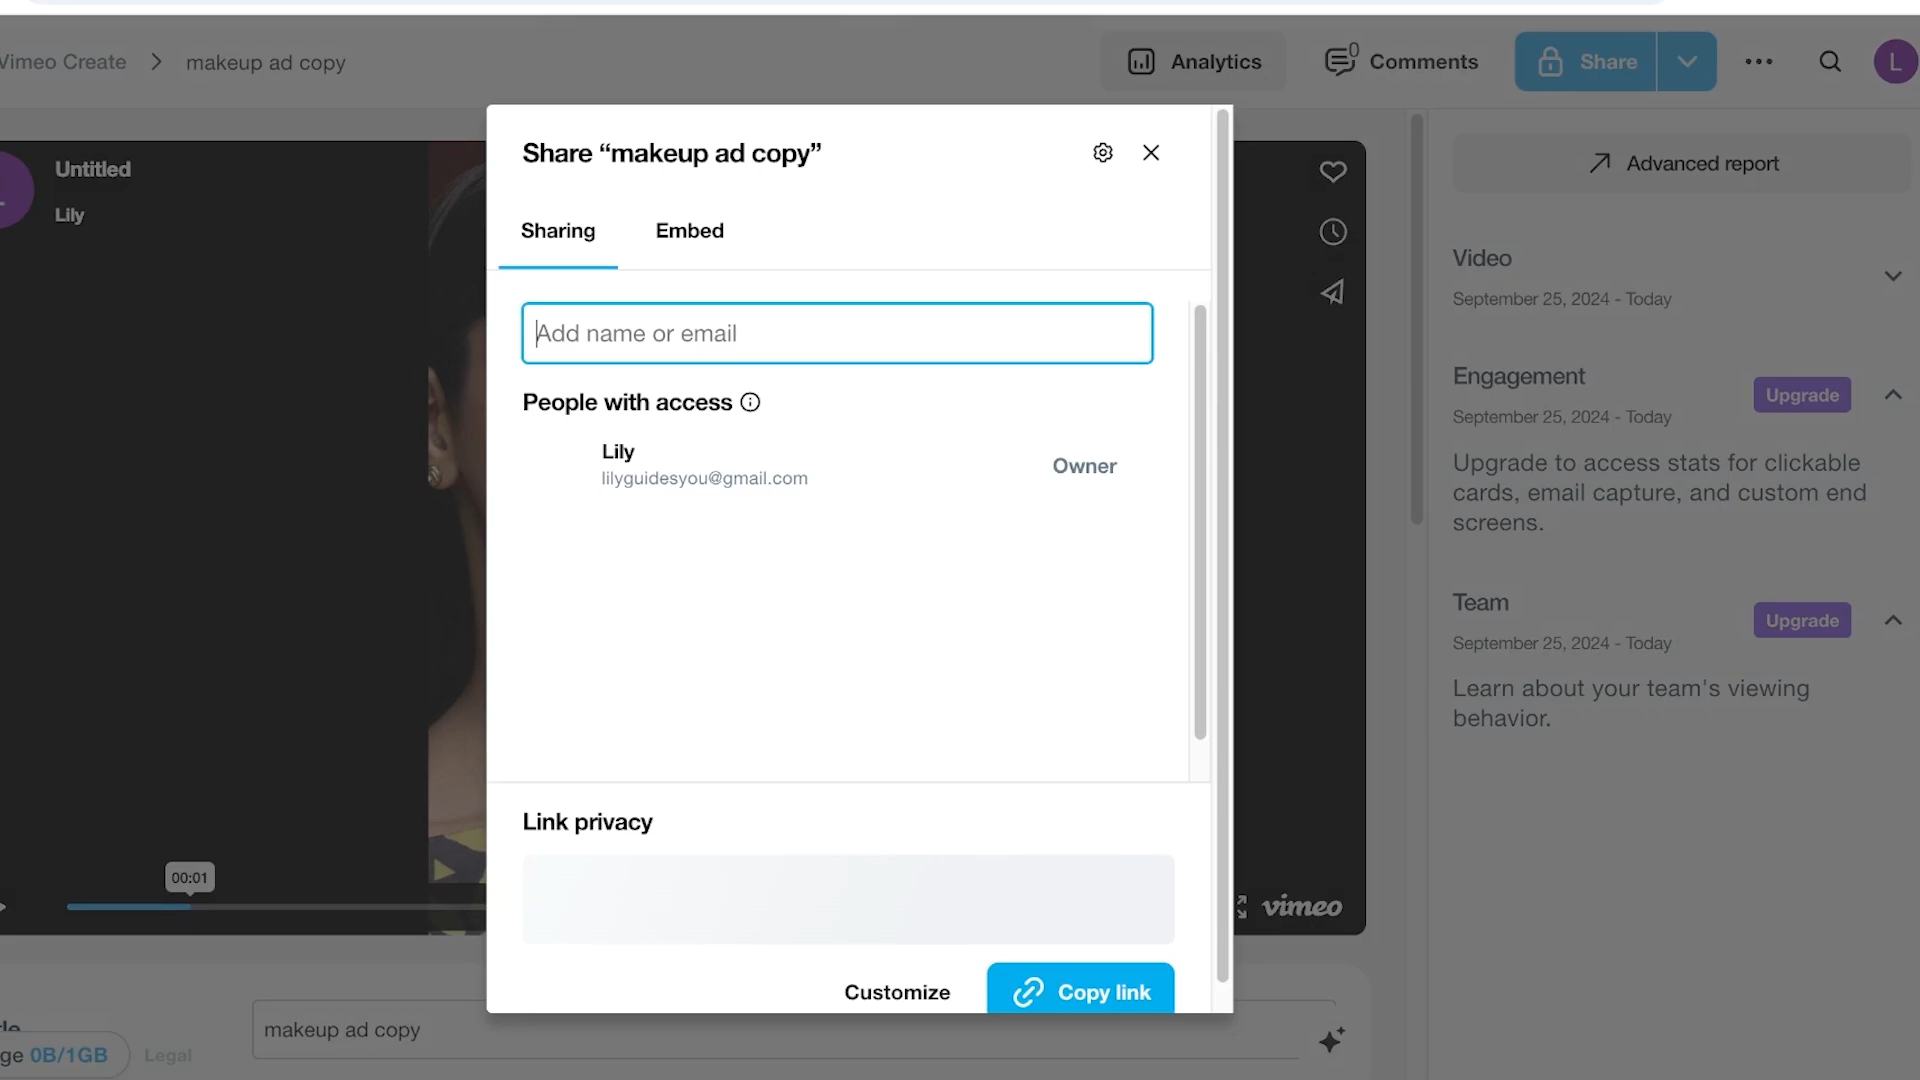 Vimeo Create
makeup ad copy
Analytics
0
Comments
Share
L
Untitled
Lily
Share “makeup ad copy”
Sharing
Embed
Add name or email
People with access
Lily
lilyguidesyou@gmail.com
Owner
Link privacy
Customize
Copy link
00:01
vimeo
makeup ad copy
0B/1GB
Legal
Advanced report
Video
September 25, 2024 - Today
Engagement
Upgrade
September 25, 2024 - Today
Upgrade to access stats for clickable
cards, email capture, and custom end
screens.
Team
Upgrade
September 25, 2024 - Today
Learn about your team's viewing
behavior.